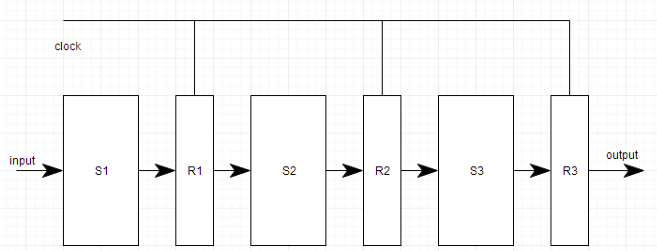 clock
input
S1
R1
S2
R2
S3
R3
output